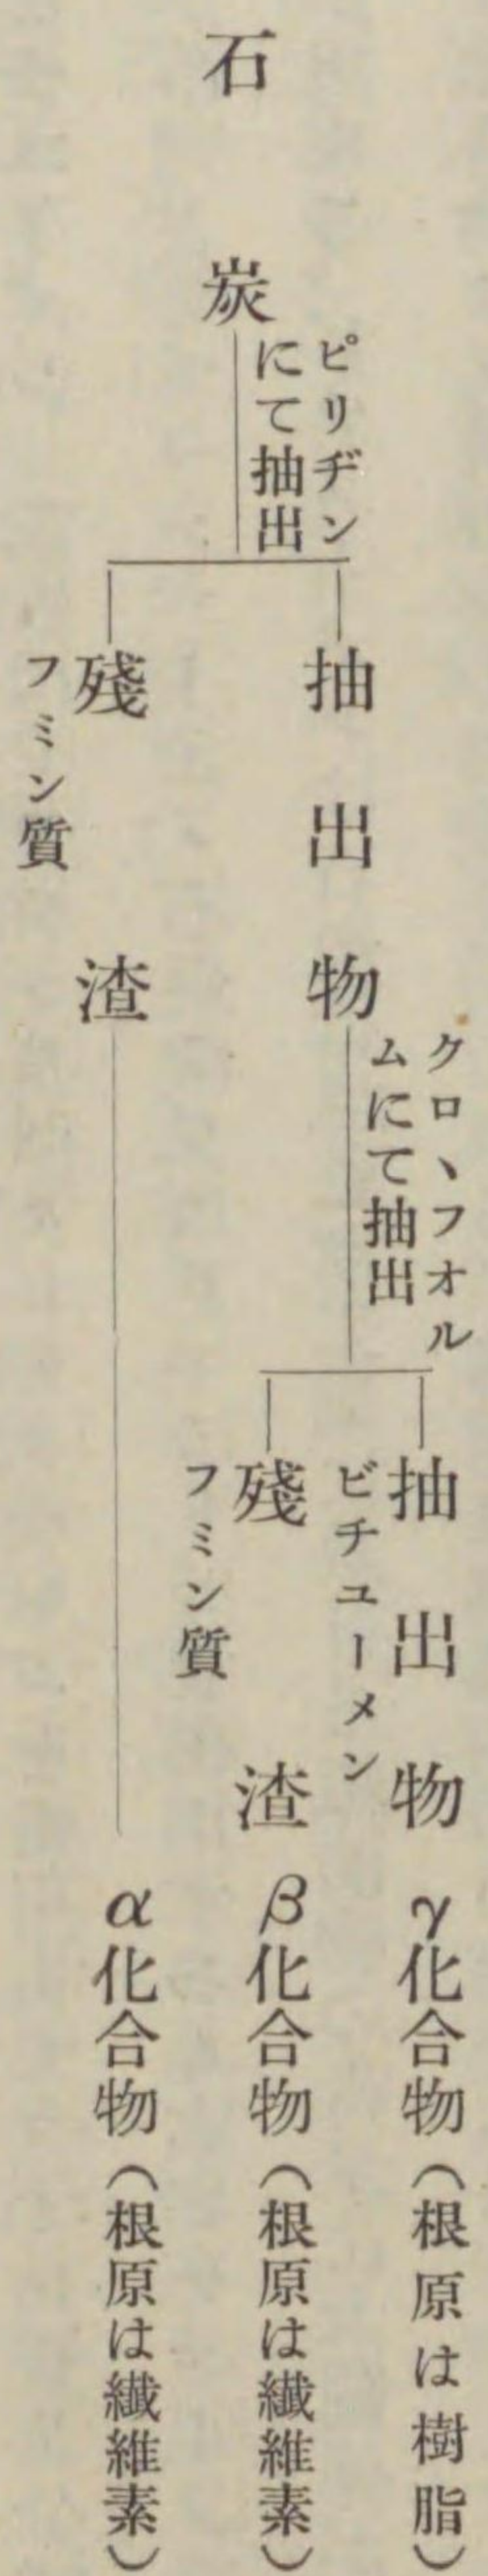 石炭
ピリヂン
にて抽出
抽出物
クロヽフオル
ムにて抽出
抽出物
ビチユーメン
γ化合物（根原は樹脂）
殘渣
フミン質
β化合物（根原は纖維素）
殘渣
フミン質
α化合物（根原は纖維素）